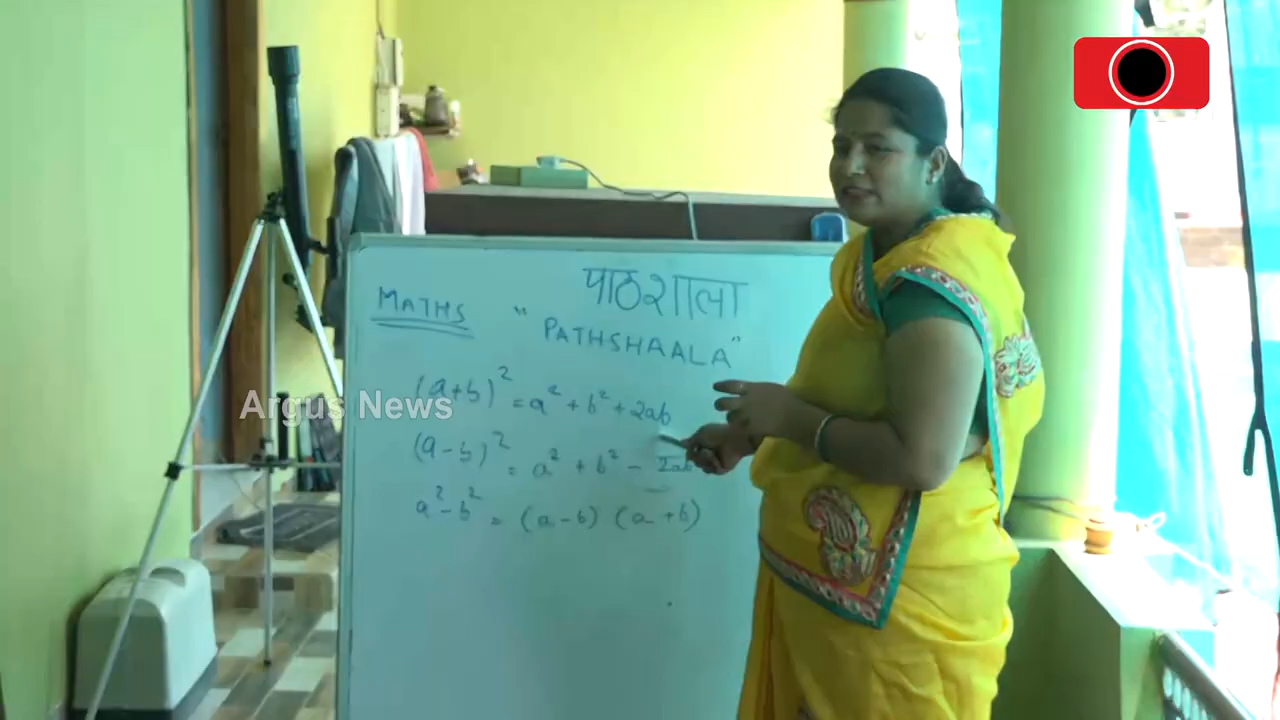 पाठशाला
MATHS
"PATHSHAALA"
(a+b)² = a² + b² + 2ab
Argus News
(a-b)² = a² + b² - 2ab
a² - b² = (a-b) (a+b)